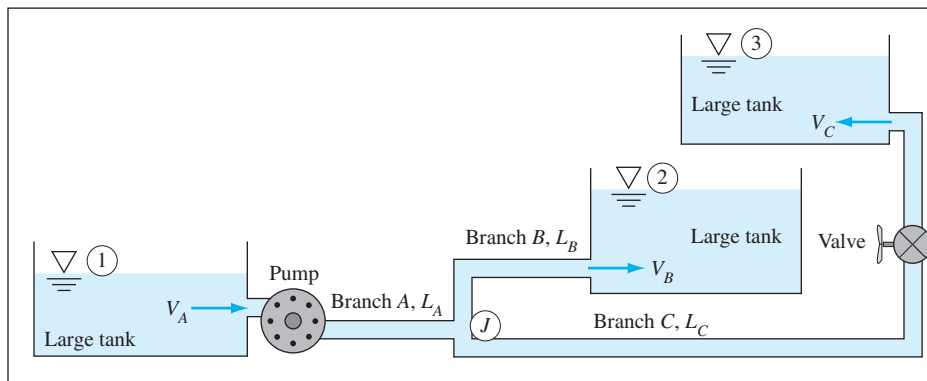 3
Large tank
V_C
2
Branch B, L_B
Large tank
Valve
V_B
1
Pump
V_A
Branch A, L_A
J
Branch C, L_C
Large tank